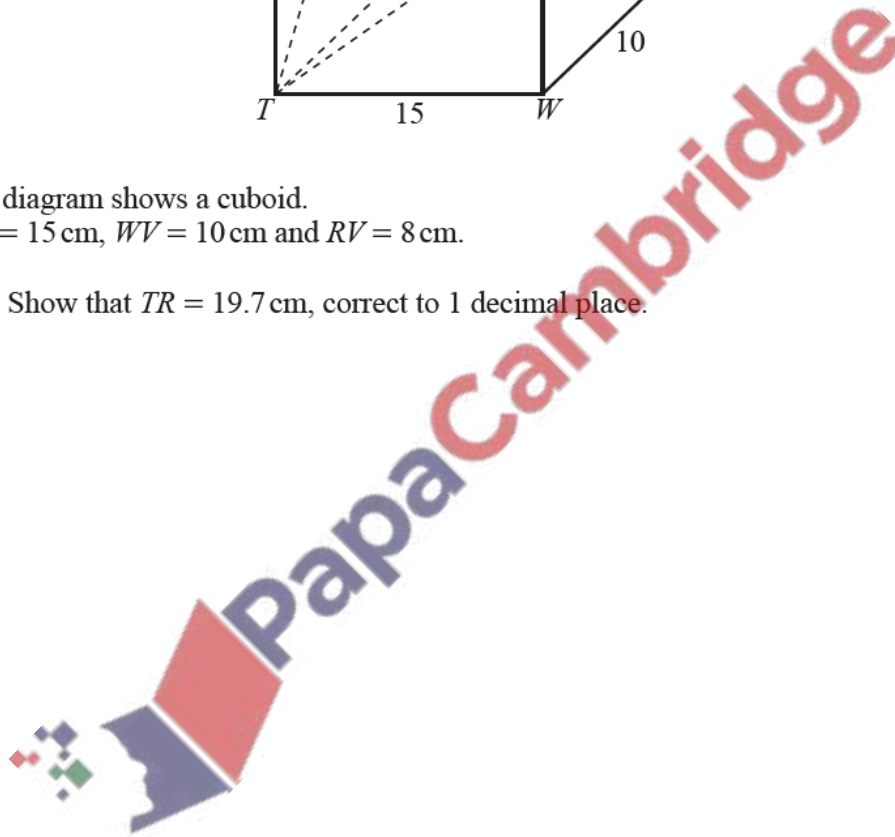 10
T 15 W
diagram shows a cuboid.
= 15 cm, WV = 10 cm and RV = 8 cm.
Show that TR = 19.7 cm, correct to 1 decimal place.
PapaCambridge